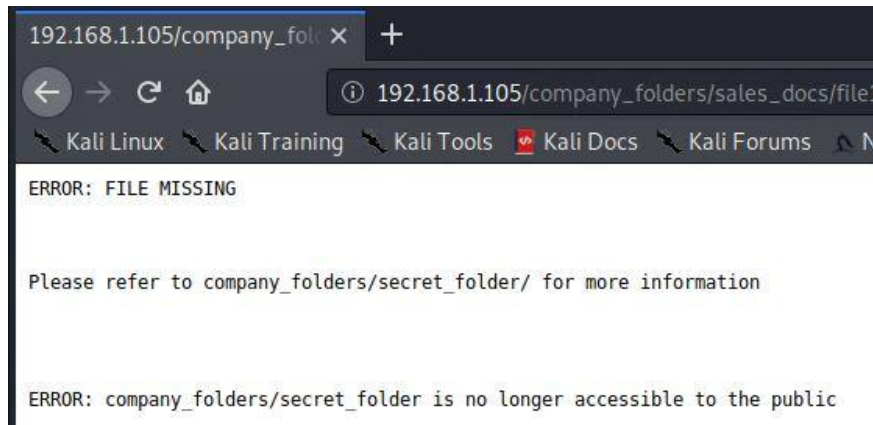 192.168.1.105/company_fol
192.168.1.105/company_folders/sales_docs/file
Kali Linux Kali Training Kali Tools Kali Docs Kali Forums N
ERROR: FILE MISSING
Please refer to company_folders/secret_folder/ for more information
ERROR: company_folders/secret_folder is no longer accessible to the public